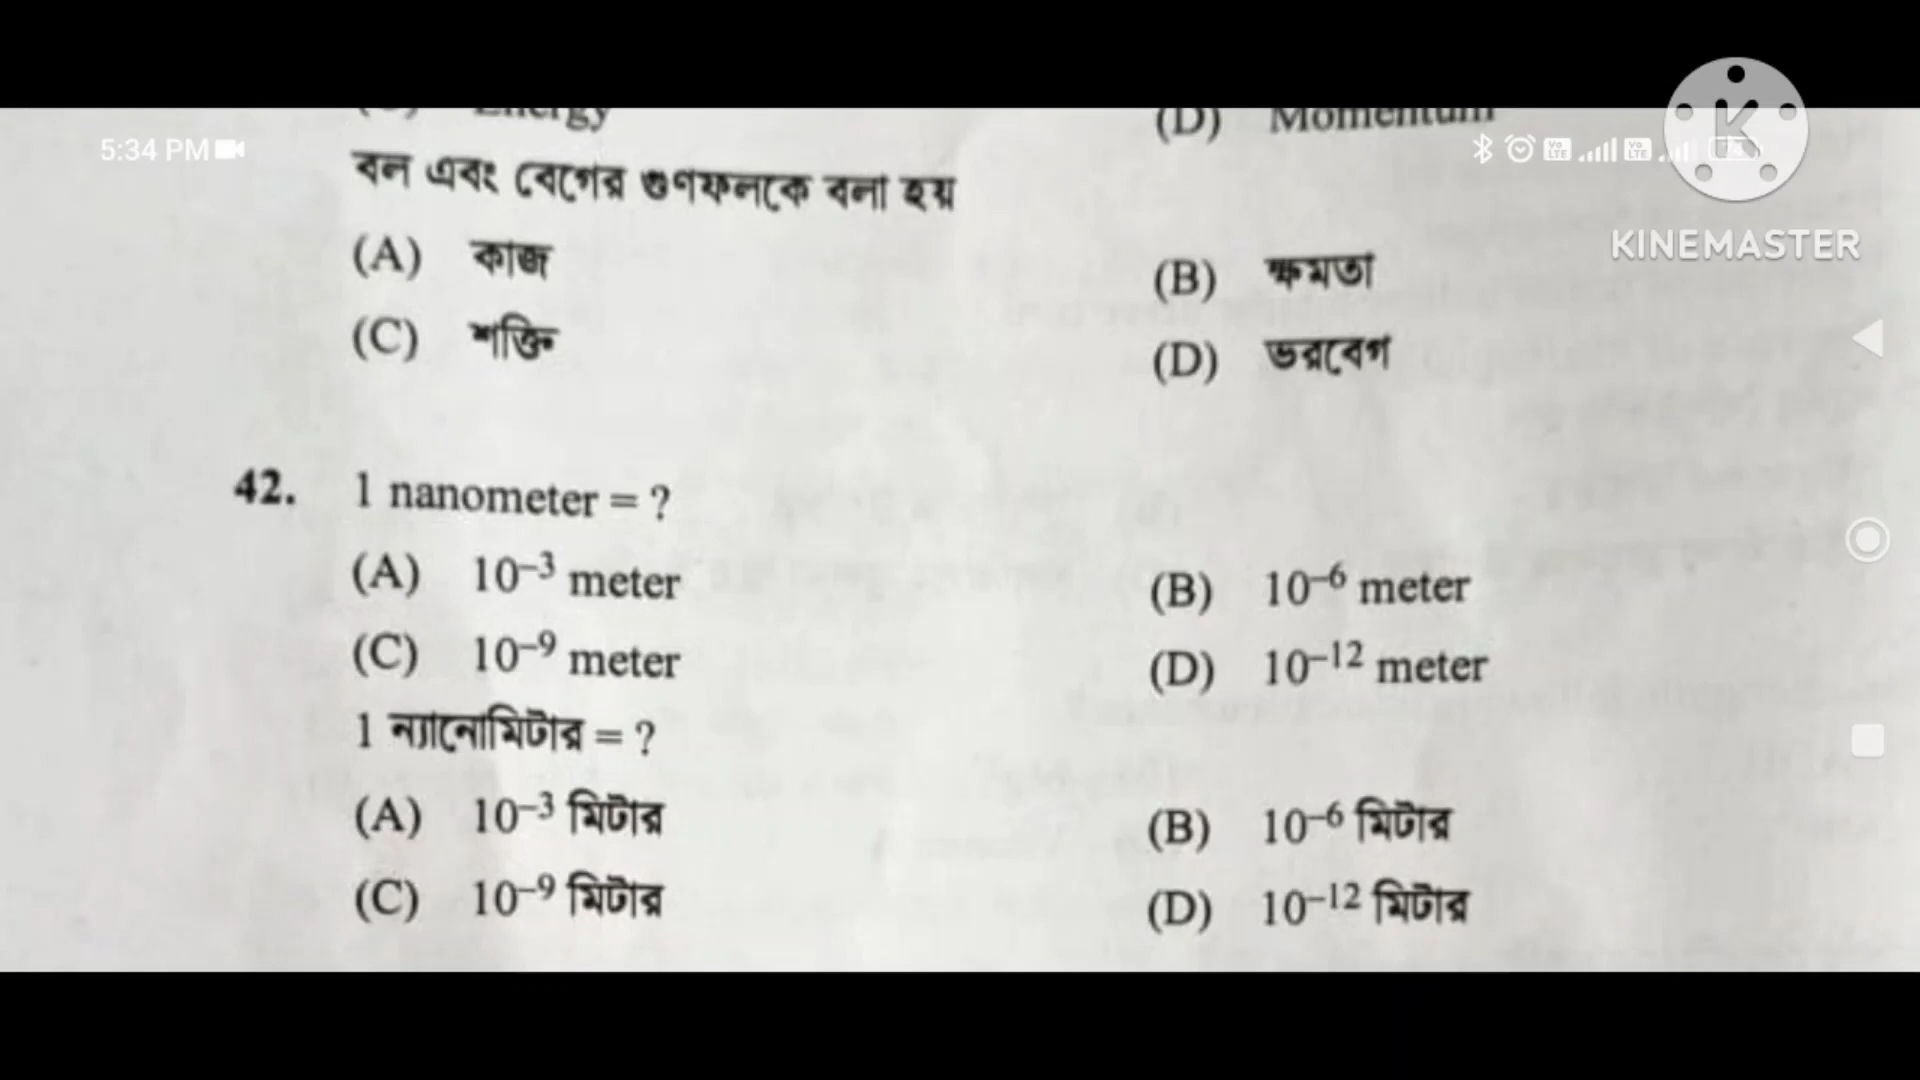 (C) Energy (D) Momentum
5:34 PM
বল এবং বেগের গুণফলকে বলা হয়
KINEMASTER
(A) কাজ (B) ক্ষমতা
(C) শক্তি (D) ভরবেগ
42. 1 nanometer = ?
(A) 10⁻³ meter (B) 10⁻⁶ meter
(C) 10⁻⁹ meter (D) 10⁻¹² meter
1 ন্যানোমিটার = ?
(A) 10⁻³ মিটার (B) 10⁻⁶ মিটার
(C) 10⁻⁹ মিটার (D) 10⁻¹² মিটার